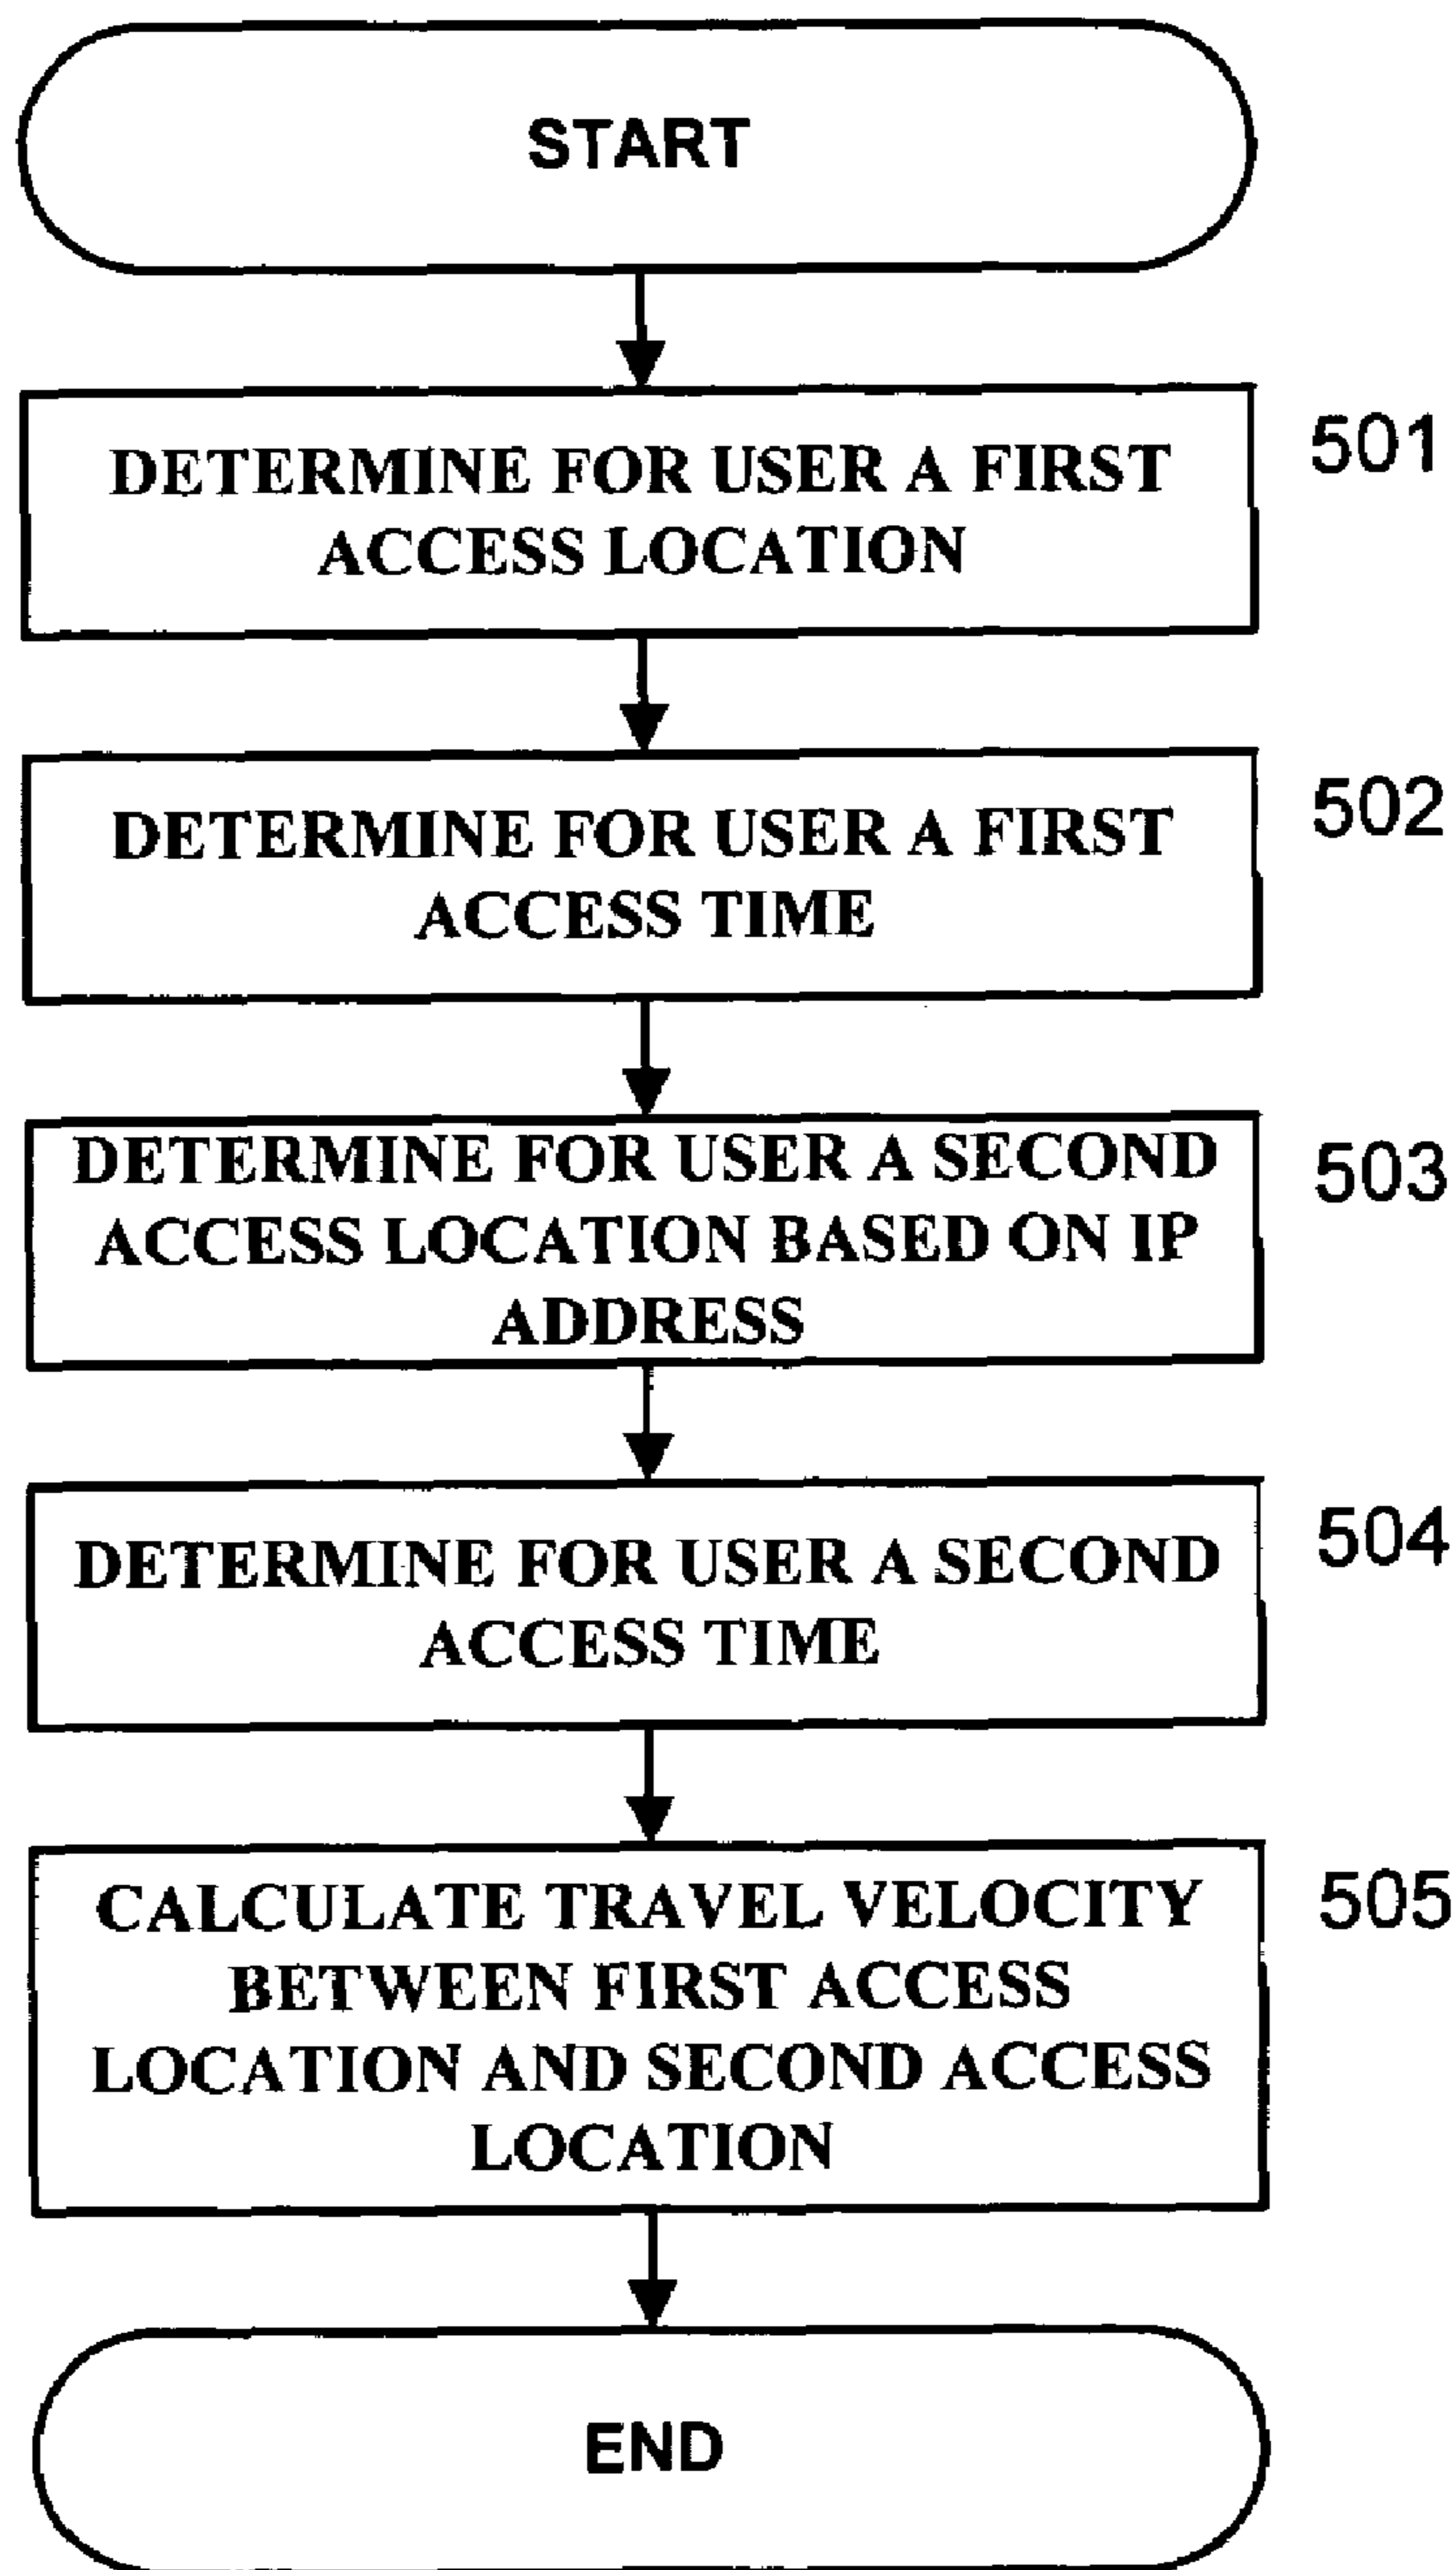 START
DETERMINE FOR USER A FIRST
ACCESS LOCATION
501
DETERMINE FOR USER A FIRST
ACCESS TIME
502
DETERMINE FOR USER A SECOND
ACCESS LOCATION BASED ON IP
ADDRESS
503
DETERMINE FOR USER A SECOND
ACCESS TIME
504
CALCULATE TRAVEL VELOCITY
BETWEEN FIRST ACCESS
LOCATION AND SECOND ACCESS
LOCATION
505
END